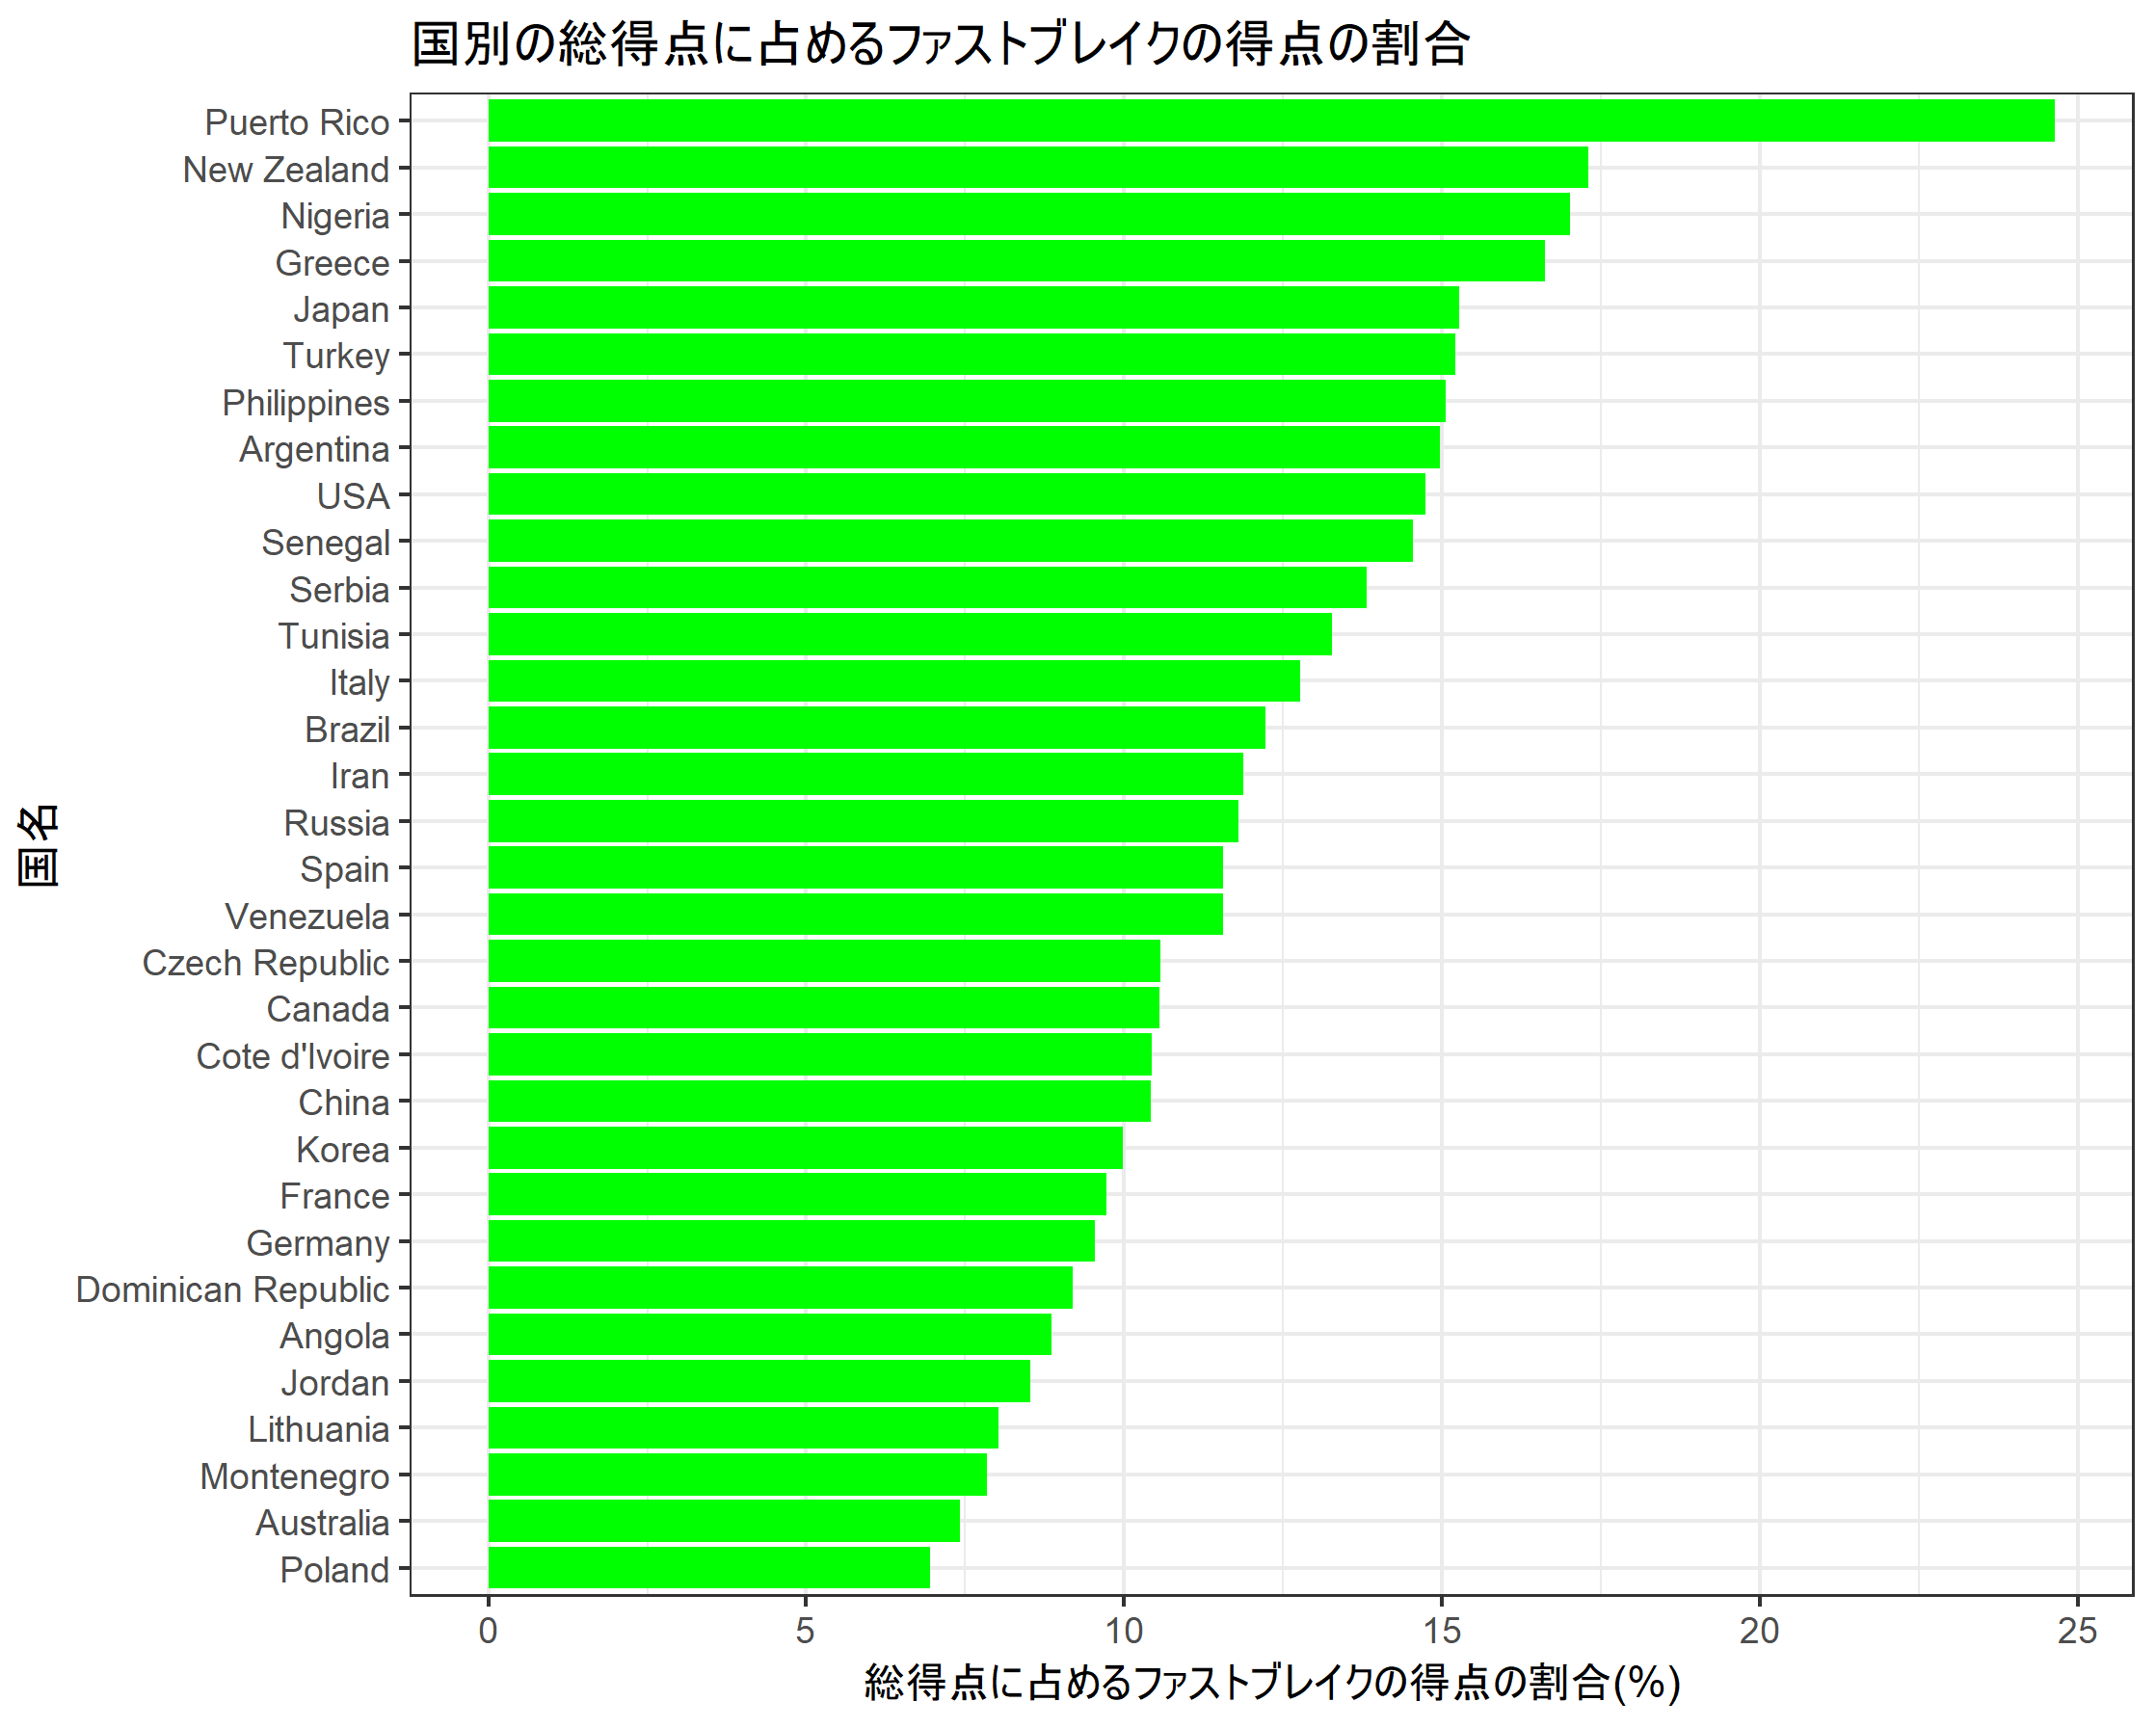 国別の総得点に占めるファストブレイクの得点の割合
Puerto Rico
New Zealand
Nigeria
Greece
Japan
Turkey
Philippines
Argentina
USA
Senegal
Serbia
Tunisia
Italy
Brazil
Iran
Russia
Spain
Venezuela
Czech Republic
Canada
Cote d'Ivoire
China
Korea
France
Germany
Dominican Republic
Angola
Jordan
Lithuania
Montenegro
Australia
Poland
国名
0 5 10 15 20 25
総得点に占めるファストブレイクの得点の割合(%)